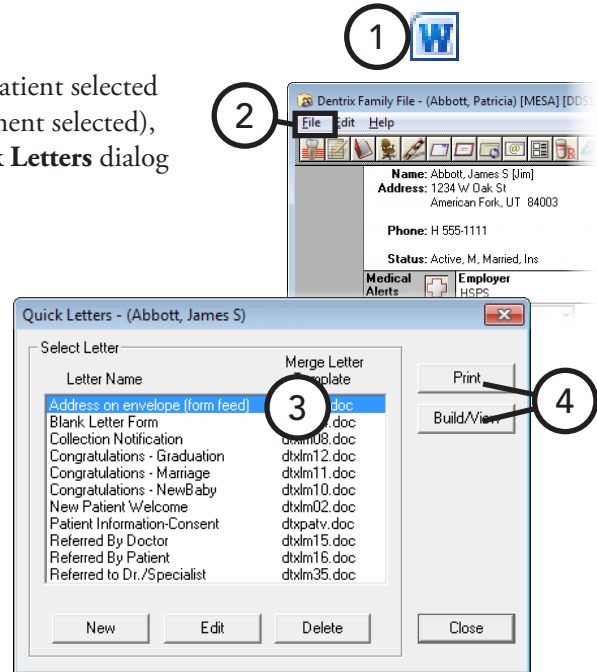 1
W
atient selected
ment selected),
k Letters dialog
2
Dentrix Family File - (Abbott, Patricia) [MESA] [DDS
File Edit Help
Name: Abbott, James S [Jim]
Address: 1234 W Oak St
American Fork, UT 84003
Phone: H 555-1111
Status: Active, M, Married, Ins
Medical Alerts
Employer
HSPS
Quick Letters - (Abbott, James S)
Select Letter
Letter Name
Merge Letter
Address on envelope (form feed) .doc
3
Blank Letter Form .doc
Collection Notification dtxlm08.doc
Congratulations - Graduation dtxlm12.doc
Congratulations - Marriage dtxlm11.doc
Congratulations - NewBaby dtxlm10.doc
New Patient Welcome dtxlm02.doc
Patient Information-Consent dtxpatv.doc
Referred By Doctor dtxlm15.doc
Referred By Patient dtxlm16.doc
Referred to Dr./Specialist dtxlm35.doc
Print
Build/View
4
New Edit Delete Close